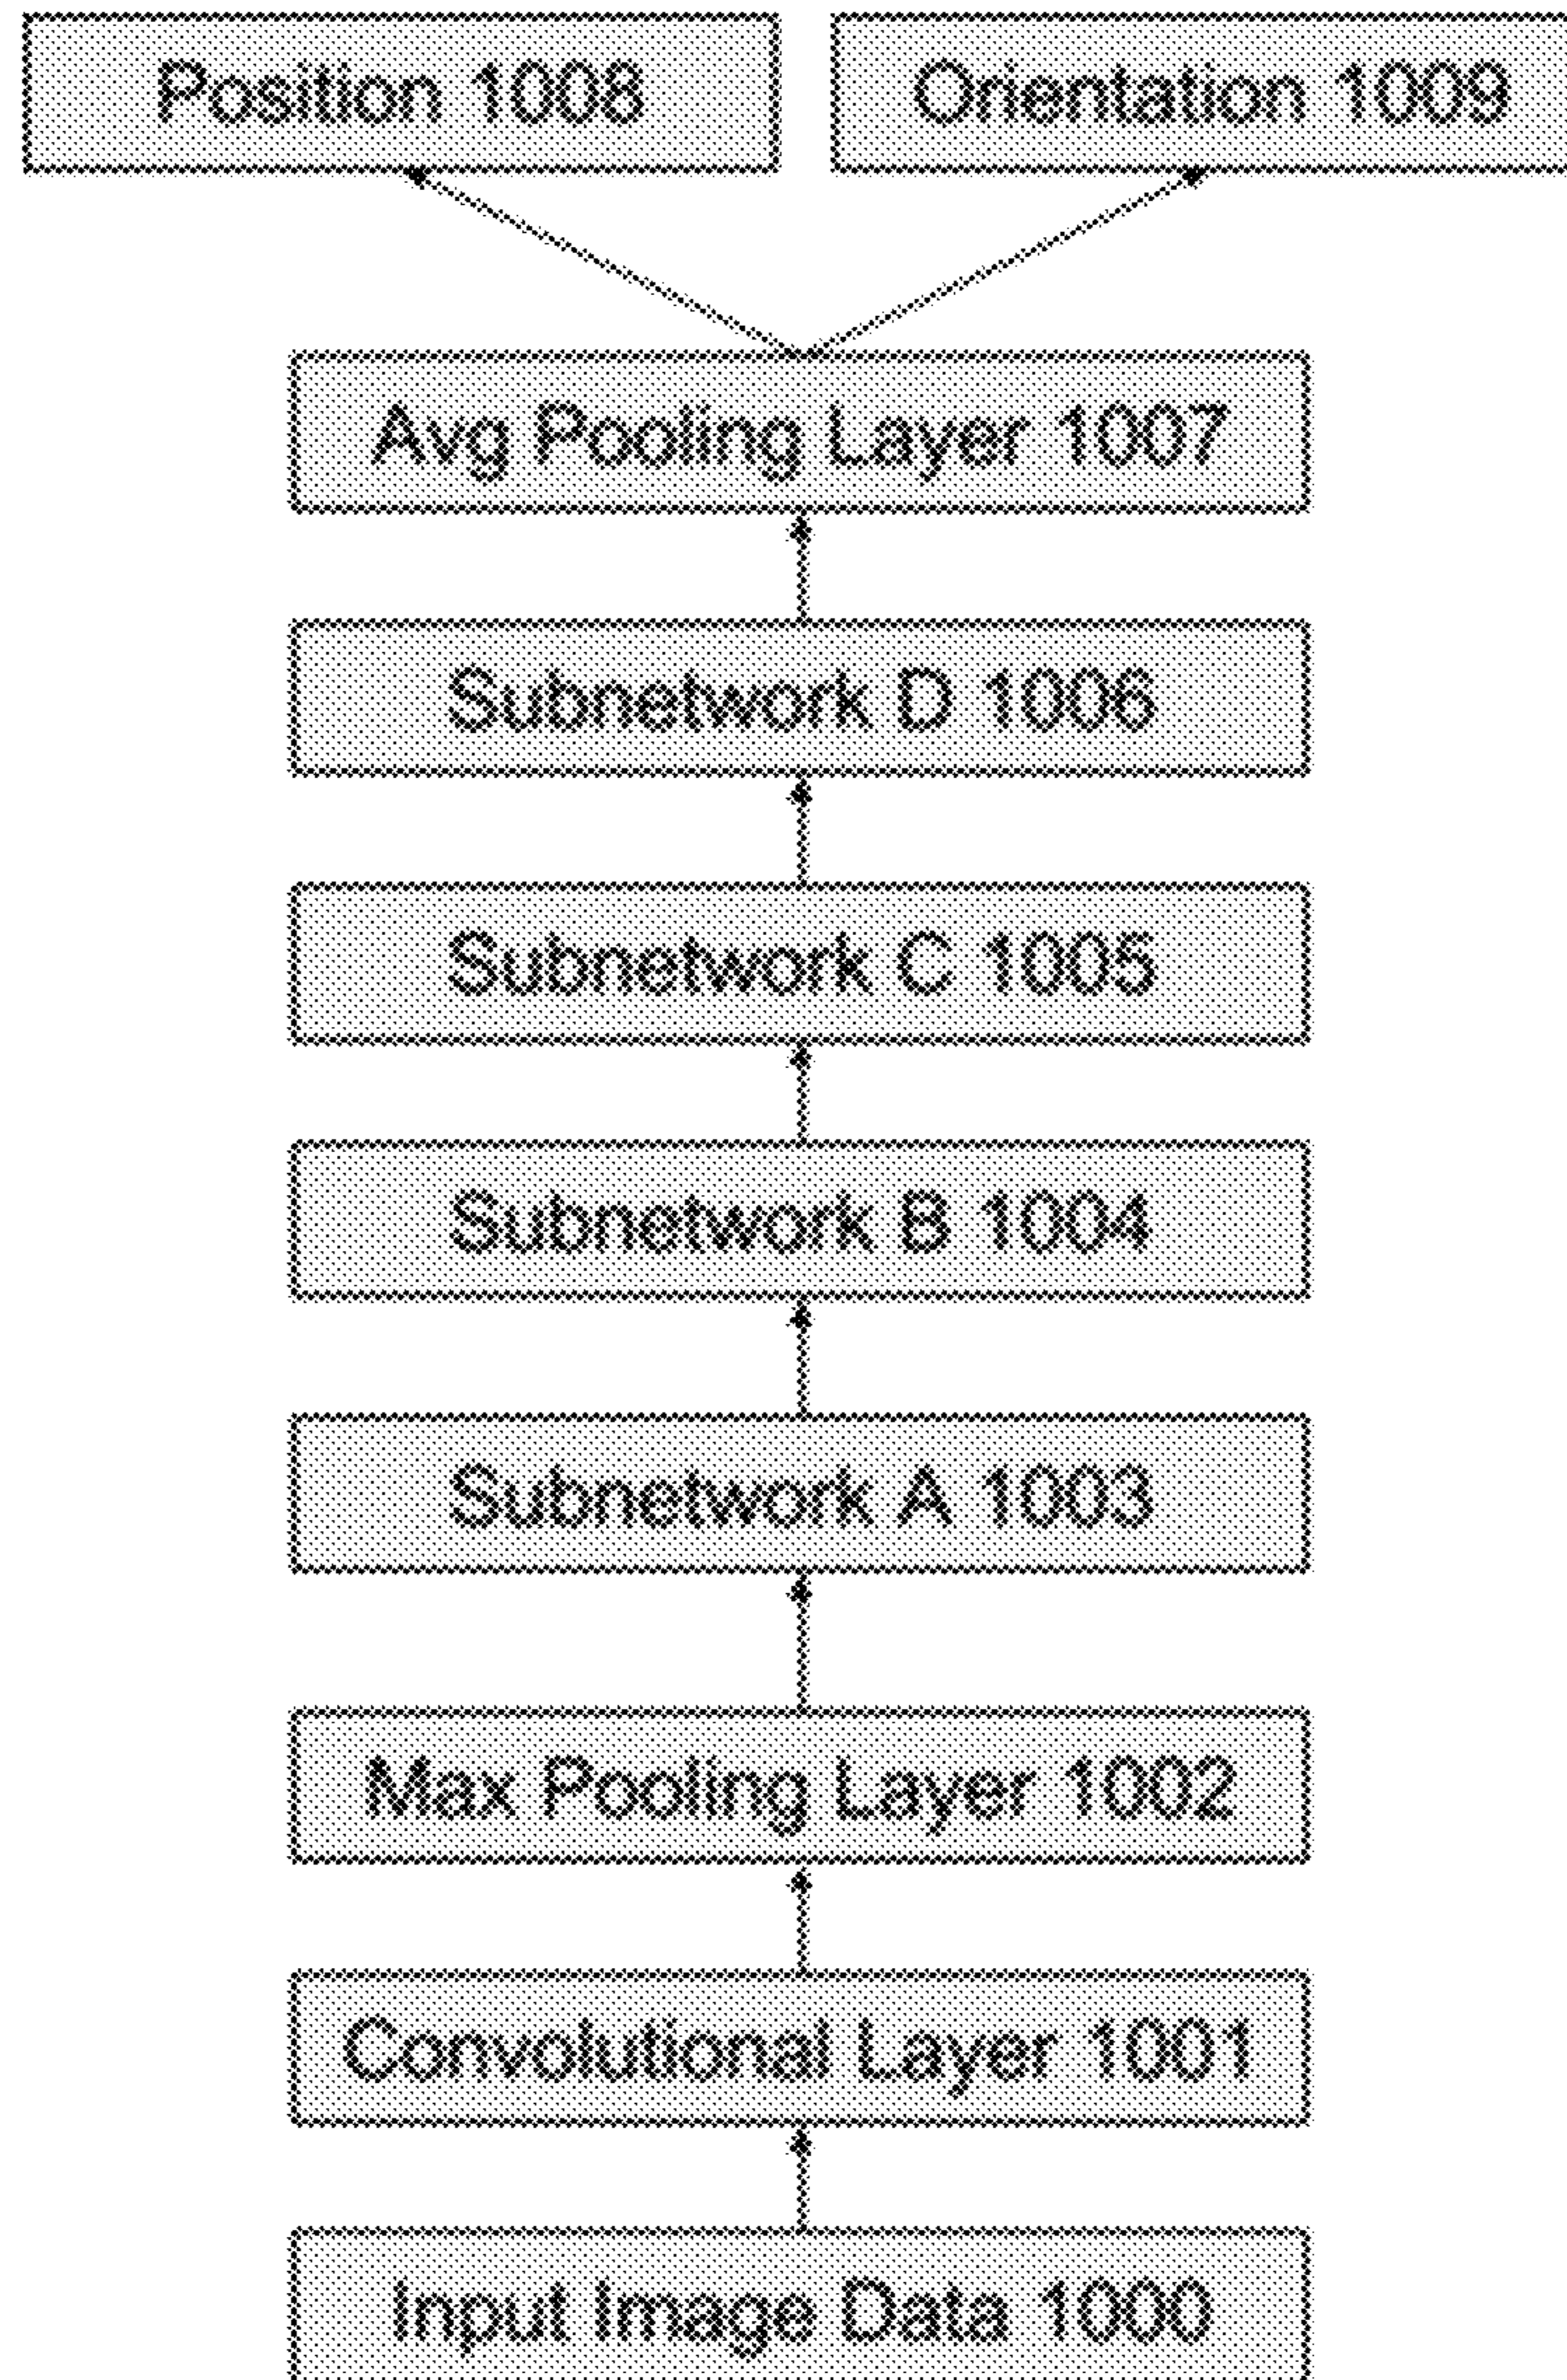 Position 1008
Orientation 1009
Avg Pooling Layer 1007
Subnetwork D 1006
Subnetwork C 1005
Subnetwork B 1004
Subnetwork A 1003
Max Pooling Layer 1002
Convolutional Layer 1001
Input Image Data 1000